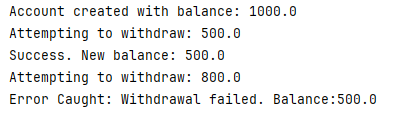 Account created with balance: 1000.0
Attempting to withdraw: 500.0
Success. New balance: 500.0
Attempting to withdraw: 800.0
Error Caught: Withdrawal failed. Balance:500.0